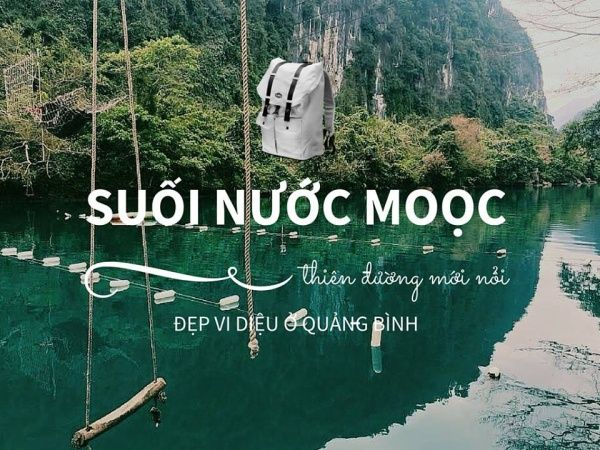 SUỐI NƯỚC MOỌC
thiên đường mới nổi
ĐẸP VI DIỆU Ở QUẢNG BÌNH